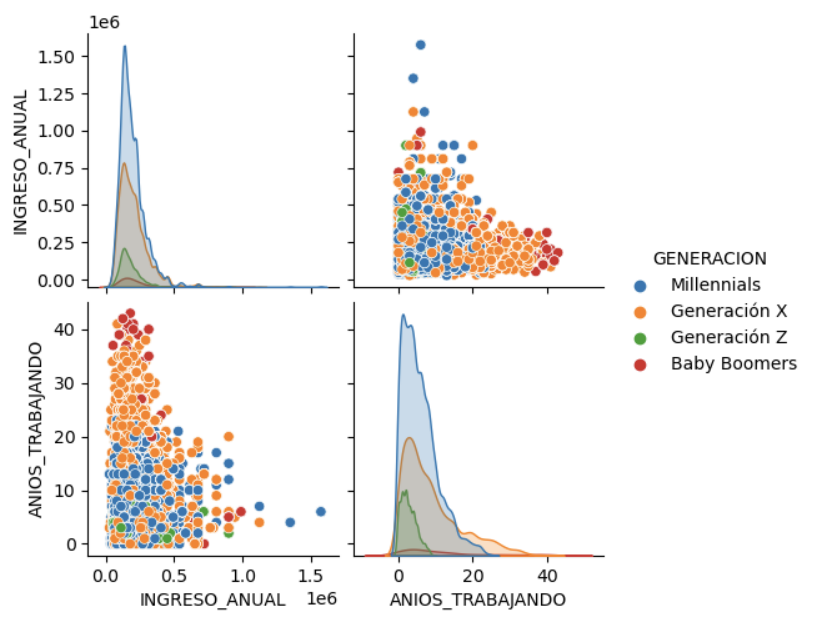 1e6
1.50
1.25
1.00
0.75
0.50
0.25
0.00
INGRESO_ANUAL
40
30
20
10
0
ANIOS_TRABAJANDO
0.0 0.5 1.0 1.5
1e6
INGRESO_ANUAL
0 20 40
ANIOS_TRABAJANDO
GENERACION
Millennials
Generación X
Generación Z
Baby Boomers